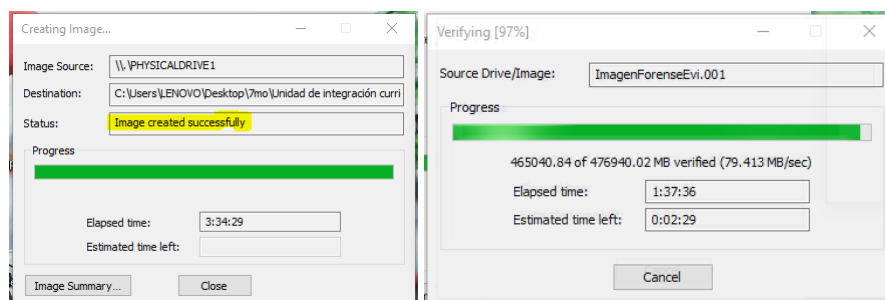 Creating Image...
Image Source: \\.\PHYSICALDRIVE1
Destination: C:\Users\LENOVO\Desktop\7mo\Unidad de integración curri
Status: Image created successfully
Progress
Elapsed time: 3:34:29
Estimated time left:
Image Summary...
Close
Verifying [97%]
Source Drive/Image: ImagenForenseEvi.001
Progress
465040.84 of 476940.02 MB verified (79.413 MB/sec)
Elapsed time: 1:37:36
Estimated time left: 0:02:29
Cancel